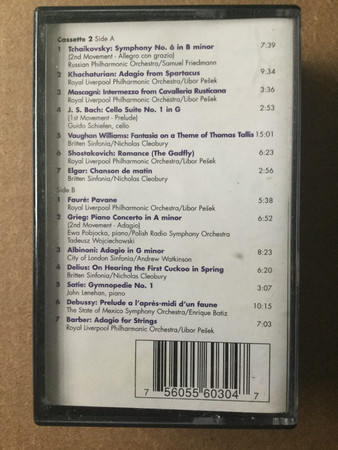 Cassette 2 Side A
1 Tchaikovsky: Symphony No. 6 in B minor 7:39
(2nd Movement - Allegro con grazia)
Russian Philharmonic Orchestra/Samuel Friedmann
2 Khachaturian: Adagio from Spartacus 9:34
Royal Liverpool Philharmonic Orchestra/Libor Pešek
3 Mascagni: Intermezzo from Cavalleria Rusticana 3:36
Royal Liverpool Philharmonic Orchestra/Libor Pešek
4 J. S. Bach: Cello Suite No. 1 in G 2:53
(1st Movement - Prelude)
Guido Schiefen, cello
5 Vaughan Williams: Fantasia on a Theme of Thomas Tallis 15:01
Britten Sinfonia/Nicholas Cleobury
6 Shostakovich: Romance (The Gadfly) 6:23
Royal Liverpool Philharmonic Orchestra/Libor Pešek
7 Elgar: Chanson de matin 2:56
Britten Sinfonia/Nicholas Cleobury
Side B
1 Fauré: Pavane 5:38
Royal Liverpool Philharmonic Orchestra/Libor Pešek
2 Grieg: Piano Concerto in A minor 6:52
(2nd Movement - Adagio)
Ewa Pobjocka, piano/Polish Radio Symphony Orchestra
Tadeusz Wojciechowski
3 Albinoni: Adagio in G minor 8:23
City of London Sinfonia/Andrew Watkinson
4 Delius: On Hearing the First Cuckoo in Spring 6:20
Britten Sinfonia/Nicholas Cleobury
5 Satie: Gymnopedie No. 1 3:07
John Lenehan, piano
6 Debussy: Prelude a l'après-midi d'un faune 10:15
The State of Mexico Symphony Orchestra/Enrique Batiz
7 Barber: Adagio for Strings 7:03
Royal Liverpool Philharmonic Orchestra/Libor Pešek
7 56055 60304 7